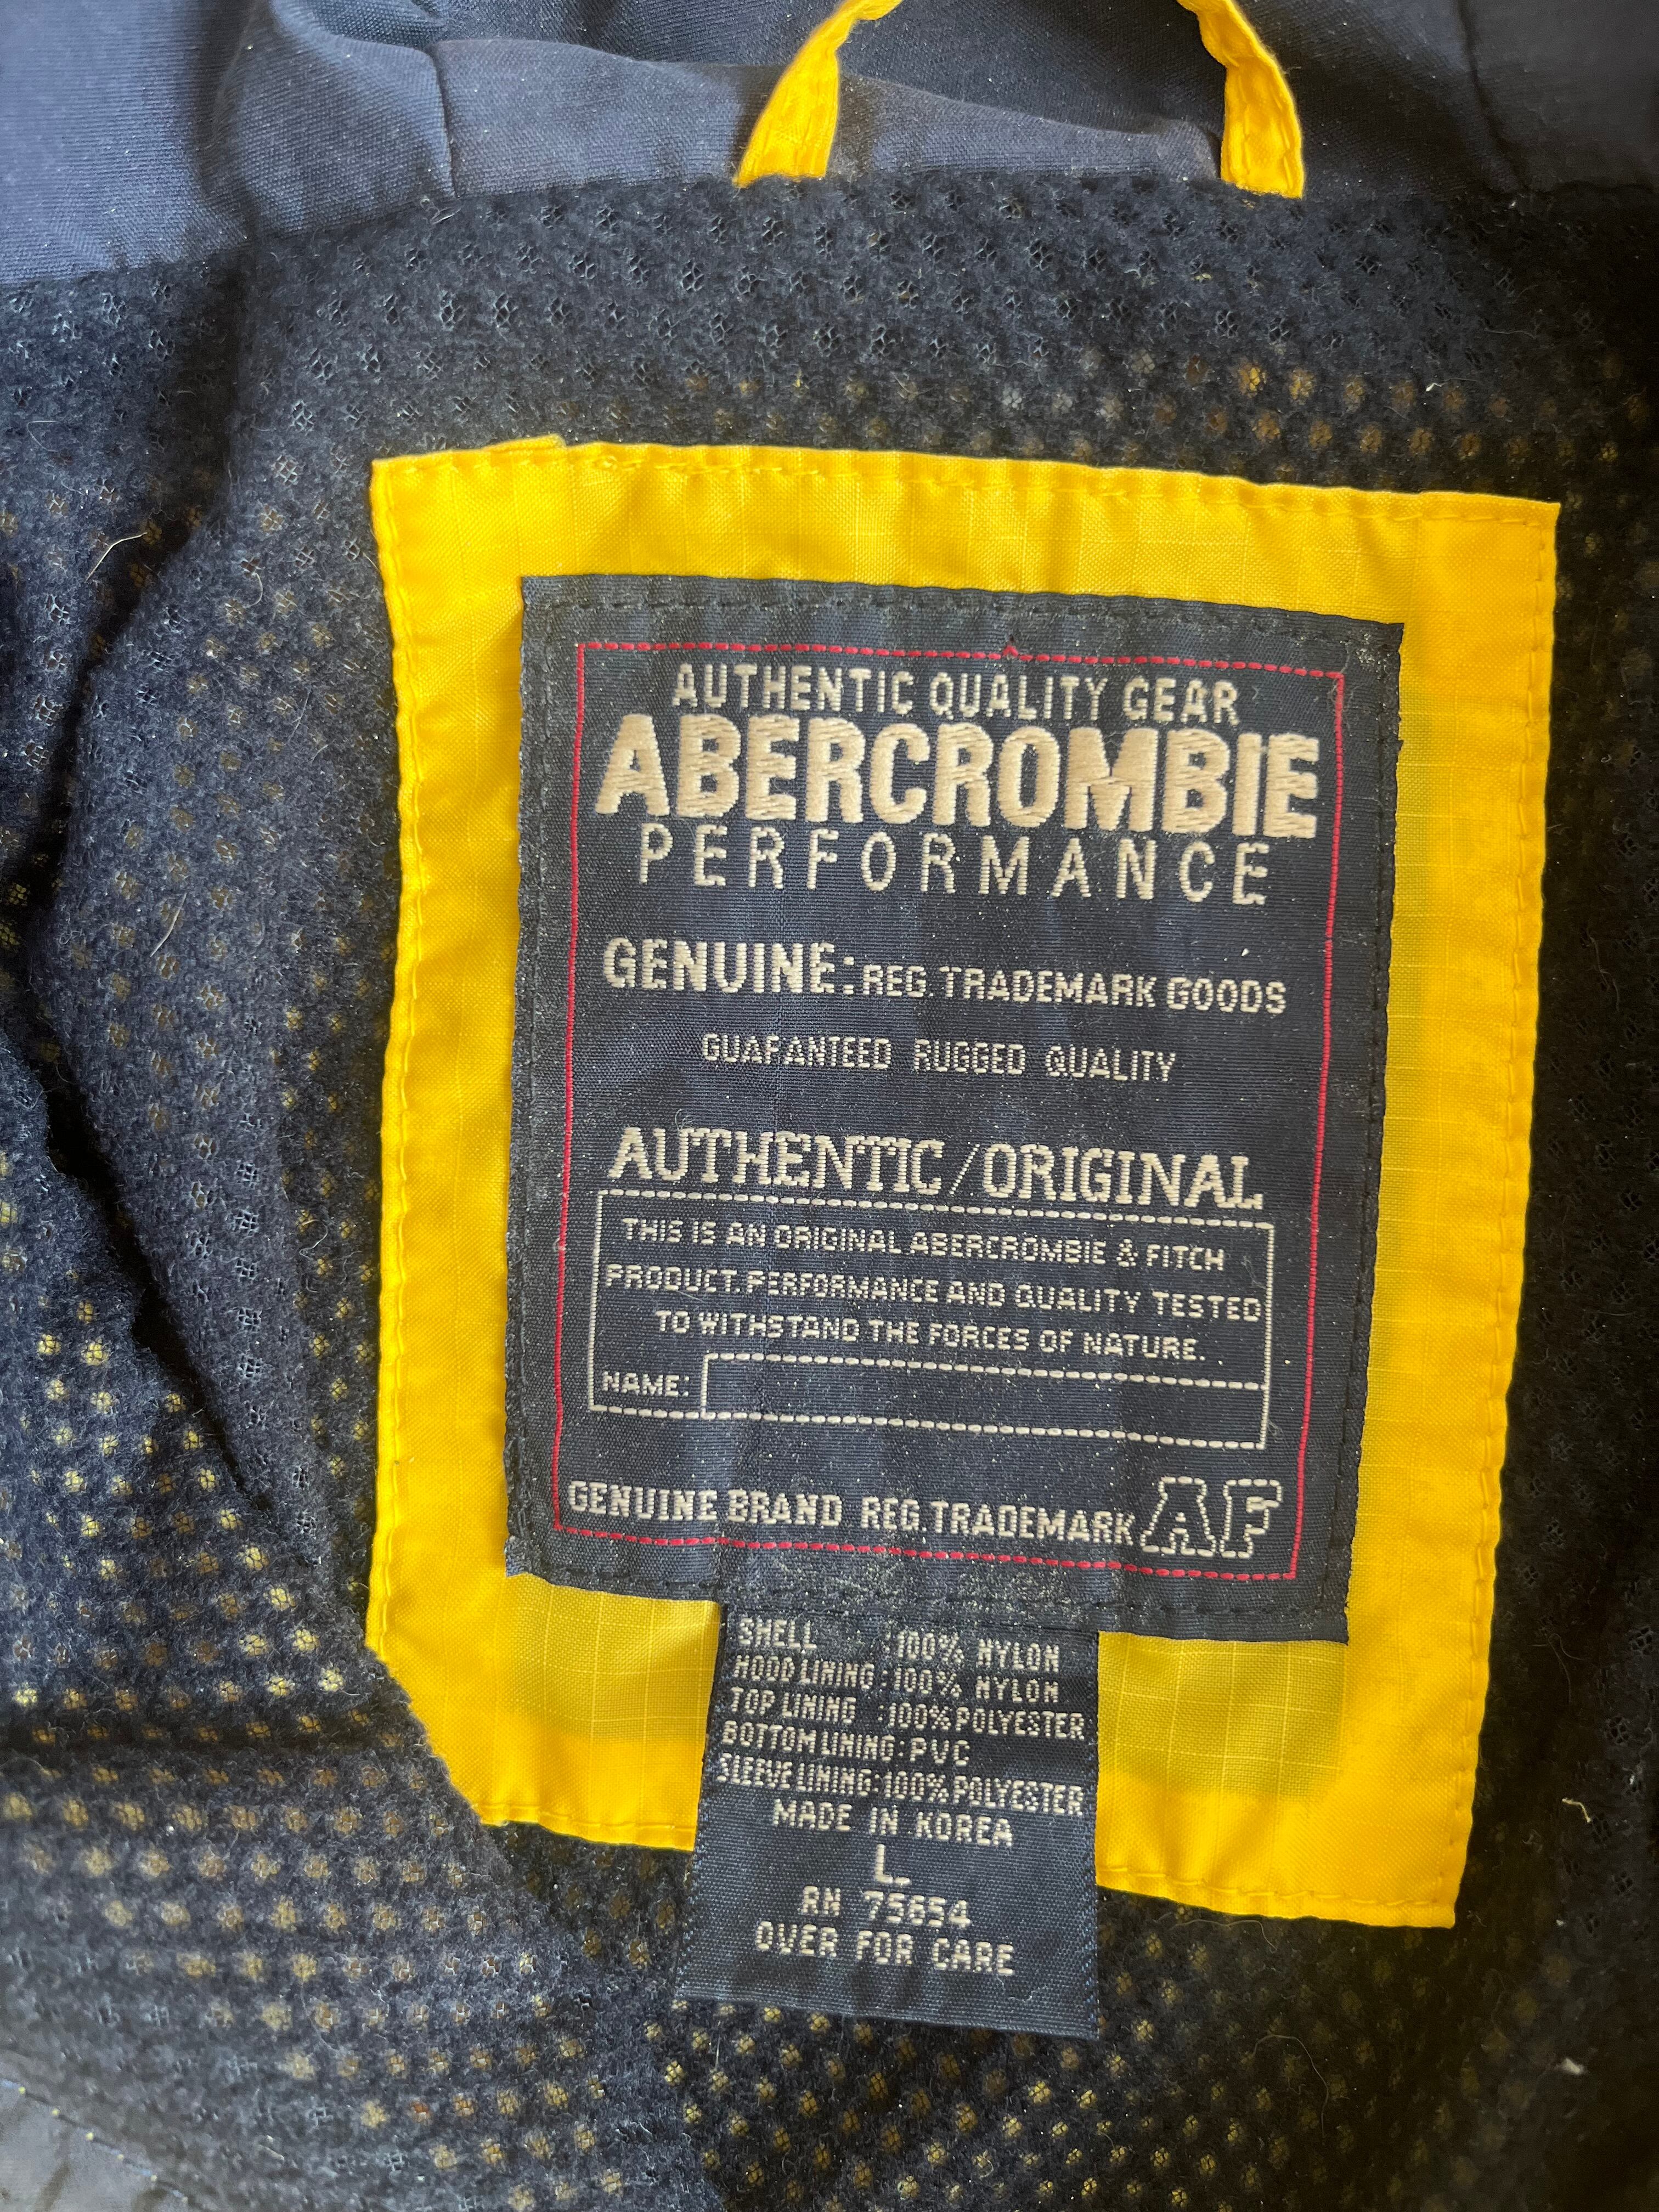 AUTHENTIC QUALITY GEAR
ABERCROMBIE
PERFORMANCE
GENUINE: REG. TRADEMARK GOODS
GUARANTEED RUGGED QUALITY
AUTHENTIC/ORIGINAL
THIS IS AN ORIGINAL ABERCROMBIE & FITCH
PRODUCT. PERFORMANCE AND QUALITY TESTED
TO WITHSTAND THE FORCES OF NATURE.
NAME:
GENUINE BRAND REG. TRADEMARK AF
SHELL :100% NYLON
HOOD LINING :100% NYLON
TOP LINING :100% POLYESTER
BOTTOM LINING: PVC
SLEEVE LINING :100% POLYESTER
MADE IN KOREA
L.
RN 75654
OVER FOR CARE